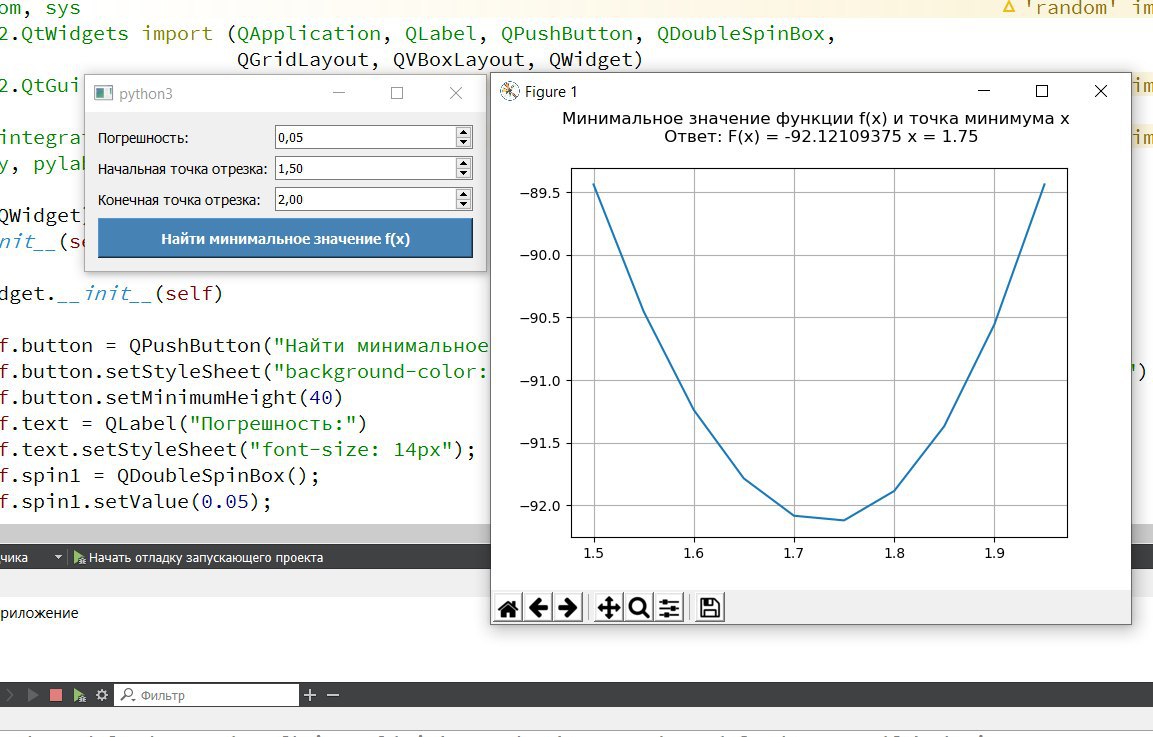 om, sys
'random' im
2.QtWidgets import (QApplication, QLabel, QPushButton, QDoubleSpinBox,
QGridLayout, QVBoxLayout, QWidget)
2.QtGui
im
integra
im
y, pyla
QWidget
nit__(se
dget.__init__(self)
f.button = QPushButton("Найти минимальное
f.button.setStyleSheet("background-color:
")
f.button.setMinimumHeight(40)
f.text = QLabel("Погрешность:")
f.text.setStyleSheet("font-size: 14px");
f.spin1 = QDoubleSpinBox();
f.spin1.setValue(0.05);
python3
Погрешность:
0,05
Начальная точка отрезка:
1,50
Конечная точка отрезка:
2,00
Найти минимальное значение f(x)
Figure 1
Минимальное значение функции f(x) и точка минимума x
Ответ: F(x) = -92.12109375 x = 1.75
−89.5
−90.0
−90.5
−91.0
−91.5
−92.0
1.5
1.6
1.7
1.8
1.9
чика
Начать отладку запускающего проекта
риложение
Фильтр